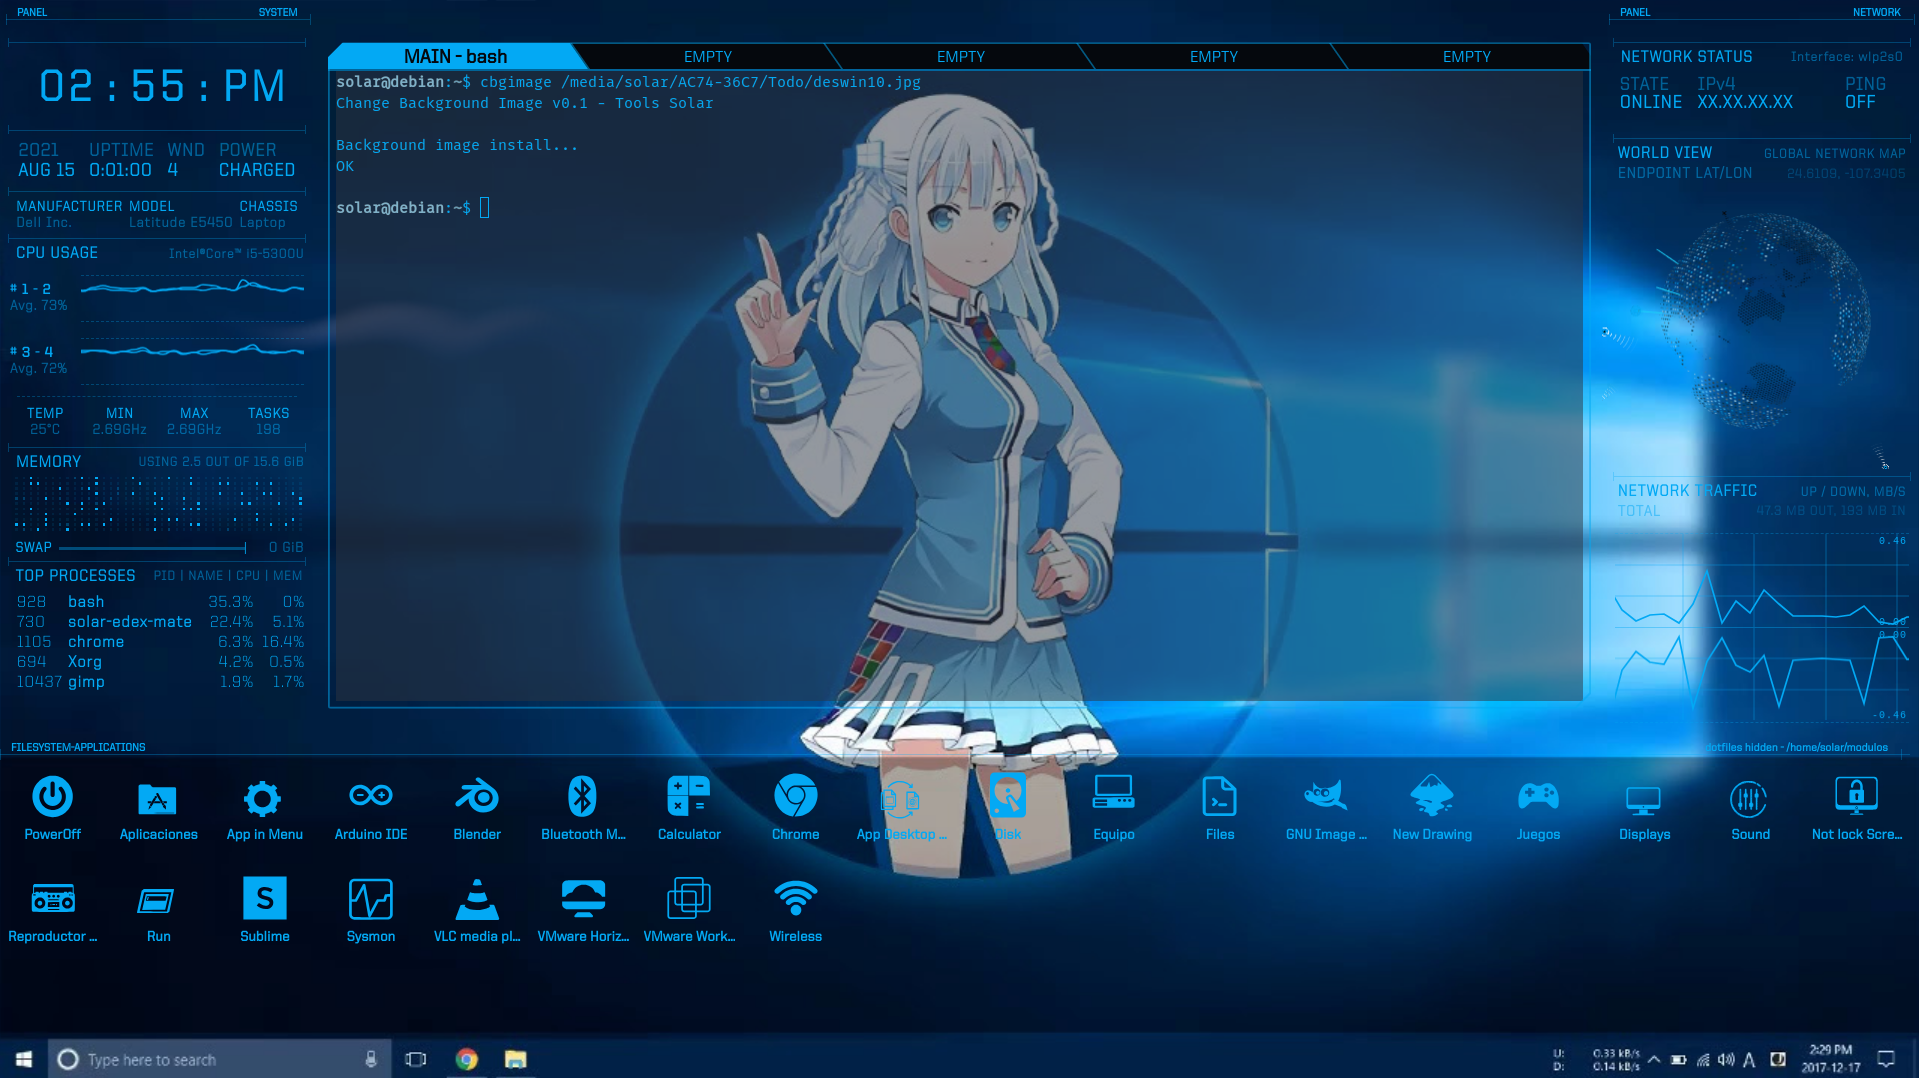 PANEL SYSTEM
02:55:PM
2021 UPTIME WND POWER
AUG 15 0:01:00 4 CHARGED
MANUFACTURER MODEL CHASSIS
Dell Inc. Latitude E5450 Laptop
CPU USAGE Intel®Core™ i5-5300U
# 1 - 2
Avg. 73%
# 3 - 4
Avg. 72%
TEMP MIN MAX TASKS
25°C 2.69GHz 2.69GHz 198
MEMORY USING 2.5 OUT OF 15.6 GiB
SWAP 0 GiB
TOP PROCESSES PID | NAME | CPU | MEM
928 bash 35.3% 0%
730 solar-edex-mate 22.4% 5.1%
1105 chrome 6.3% 16.4%
694 Xorg 4.2% 0.5%
10437 gimp 1.9% 1.7%
MAIN - bash EMPTY EMPTY EMPTY EMPTY
solar@debian:~$ cbgimage /media/solar/AC74-36C7/Todo/deswin10.jpg
Change Background Image v0.1 - Tools Solar
Background image install...
OK
solar@debian:~$
PANEL NETWORK
NETWORK STATUS Interface: wlp2s0
STATE IPv4 PING
ONLINE XX.XX.XX.XX OFF
WORLD VIEW GLOBAL NETWORK MAP
ENDPOINT LAT/LON 24.8109, -107.3405
NETWORK TRAFFIC UP / DOWN, MB/S
TOTAL 47.3 MB OUT, 193 MB IN
0.46
0.00
0.00
-0.46
FILESYSTEM-APPLICATIONS dotfiles hidden - /home/solar/modulos
PowerOff Aplicaciones App in Menu Arduino IDE Blender Bluetooth M... Calculator Chrome App Desktop ... Disk Equipo Files GNU Image ... New Drawing Juegos Displays Sound Not lock Scre...
Reproductor ... Run Sublime Sysmon VLC media pl... VMware Horiz... VMware Work... Wireless
Type here to search
U: 0.33 kB/s
D: 0.14 kB/s
A
2:29 PM
2017-12-17